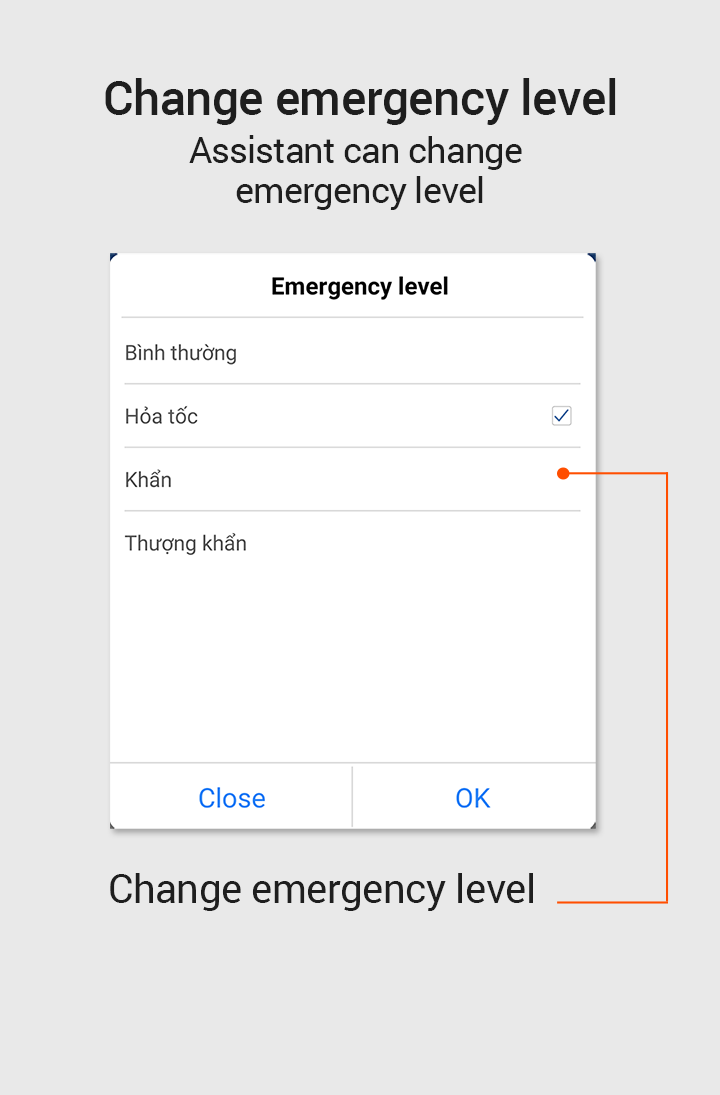 Change emergency level
Assistant can change
emergency level
Emergency level
Bình thường
Hỏa tốc
Khẩn
Thượng khẩn
Close
OK
Change emergency level